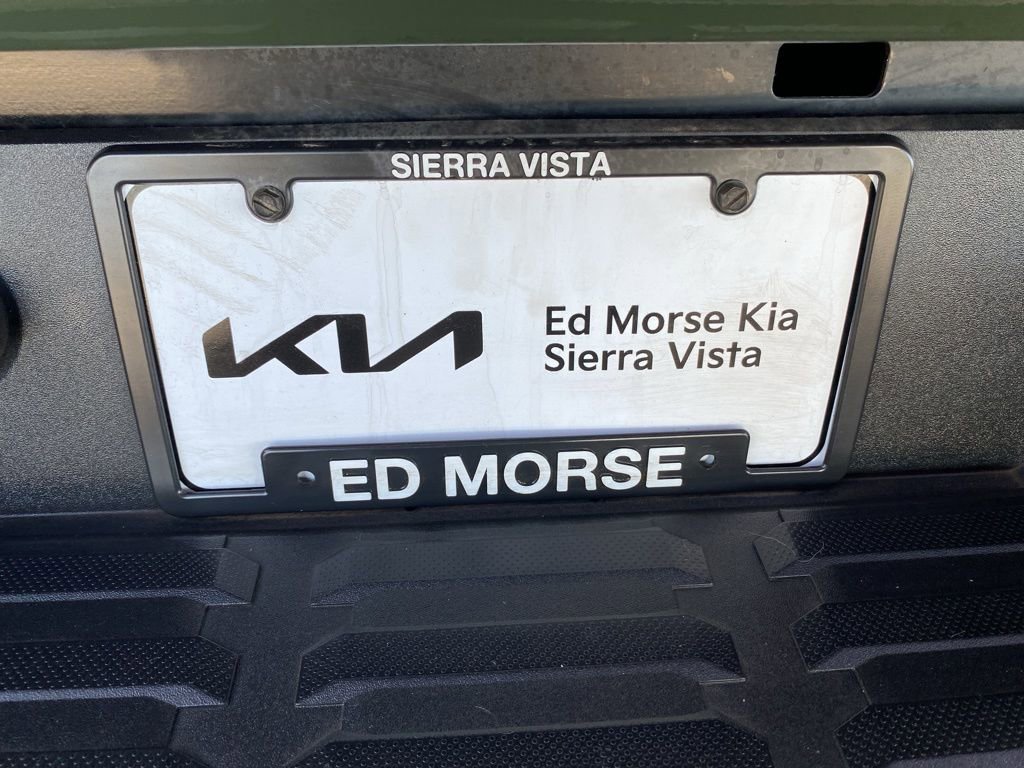 SIERRA VISTA
KIA
Ed Morse Kia
Sierra Vista
ED MORSE